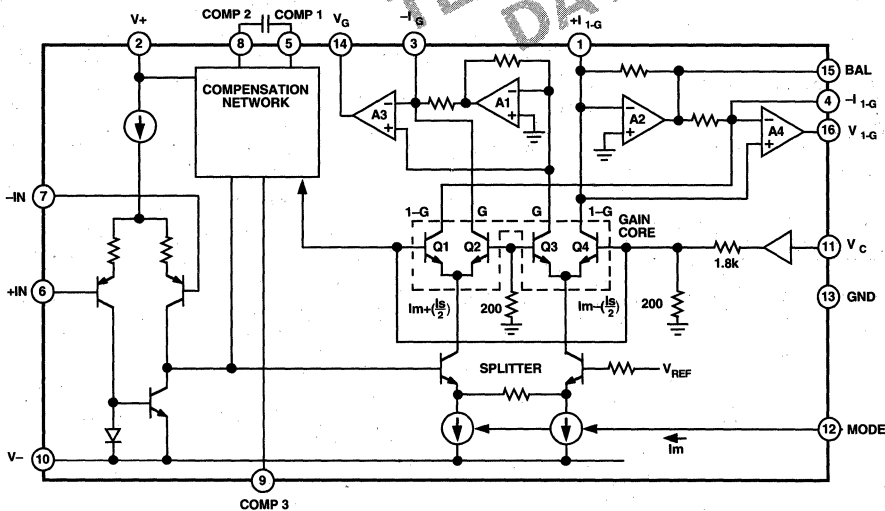 TE
DA
COMP 2
COMP 1
V+
VG
–IG
+I1-G
2
8
5
14
3
1
COMPENSATION
NETWORK
15 BAL
4 –I1-G
16 V1-G
A3
A1
A2
A4
–IN 7
1–G
G
G
1–G
GAIN
CORE
Q1
Q2
Q3
Q4
11 VC
1.8k
+IN 6
13 GND
Im+(Is/2)
200
Im–(Is/2)
200
SPLITTER
VREF
12 MODE
Im
V– 10
9
COMP 3